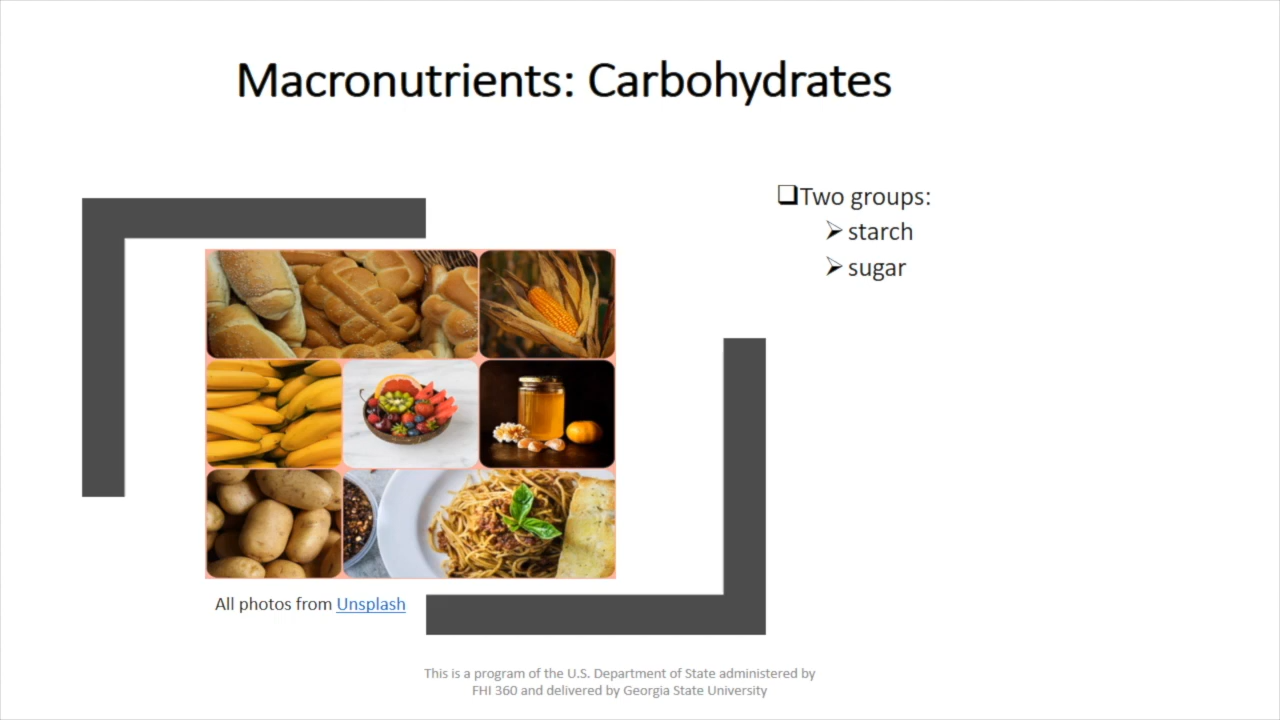 Macronutrients: Carbohydrates
❑Two groups:
➢ starch
➢ sugar
All photos from Unsplash
This is a program of the U.S. Department of State administered by
FHI 360 and delivered by Georgia State University